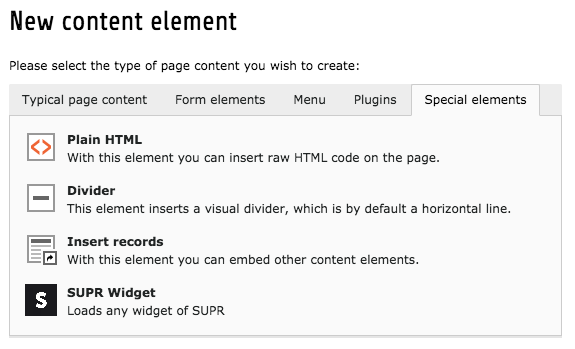 New content element
Please select the type of page content you wish to create:
Typical page content Form elements Menu Plugins Special elements
Plain HTML
With this element you can insert raw HTML code on the page.
Divider
This element inserts a visual divider, which is by default a horizontal line.
Insert records
With this element you can embed other content elements.
S
SUPR Widget
Loads any widget of SUPR